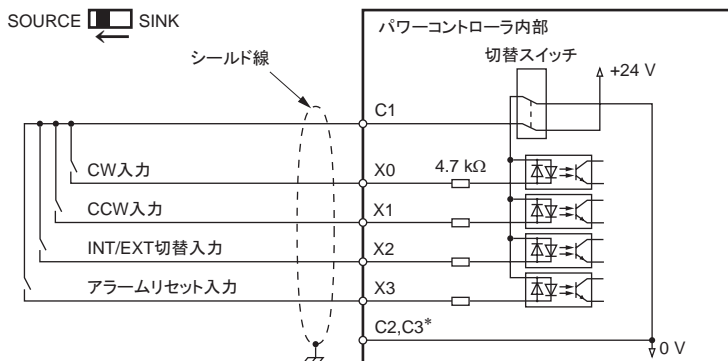 SOURCE SINK
パワーコントローラ内部
切替スイッチ
シールド線
+24 V
C1
CW入力
X0
4.7 kΩ
CCW入力
X1
INT/EXT切替入力
X2
アラームリセット入力
X3
C2,C3*
0 V